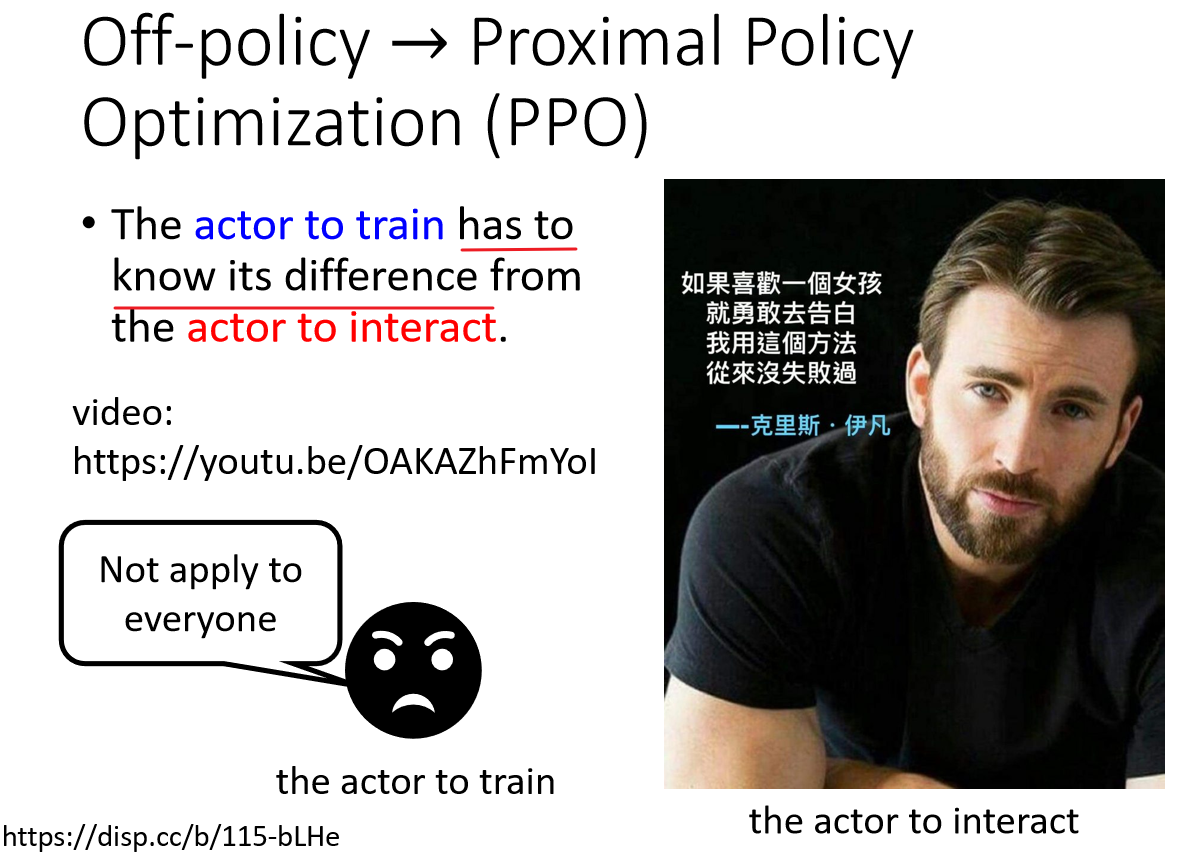 Off-policy → Proximal Policy
Optimization (PPO)
• The actor to train has to
know its difference from
the actor to interact.
video:
https://youtu.be/OAKAZhFmYoI
Not apply to
everyone
the actor to train
https://disp.cc/b/115-bLHe
如果喜歡一個女孩
就勇敢去告白
我用這個方法
從來沒失敗過
—-克里斯・伊凡
the actor to interact